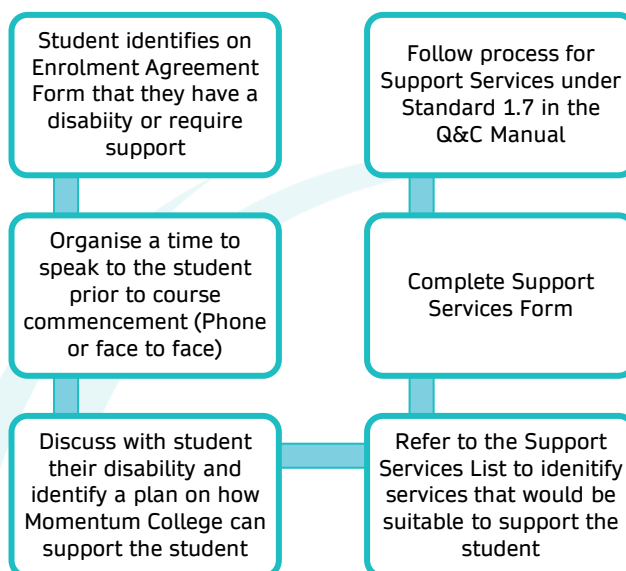 Student identifies on
Enrolment Agreement
Form that they have a
disabiity or require
support
Organise a time to
speak to the student
prior to course
commencement (Phone
or face to face)
Discuss with student
their disability and
identify a plan on how
Momentum College can
support the student
Refer to the Support
Services List to idenitify
services that would be
suitable to support the
student
Complete Support
Services Form
Follow process for
Support Services under
Standard 1.7 in the
Q&C Manual